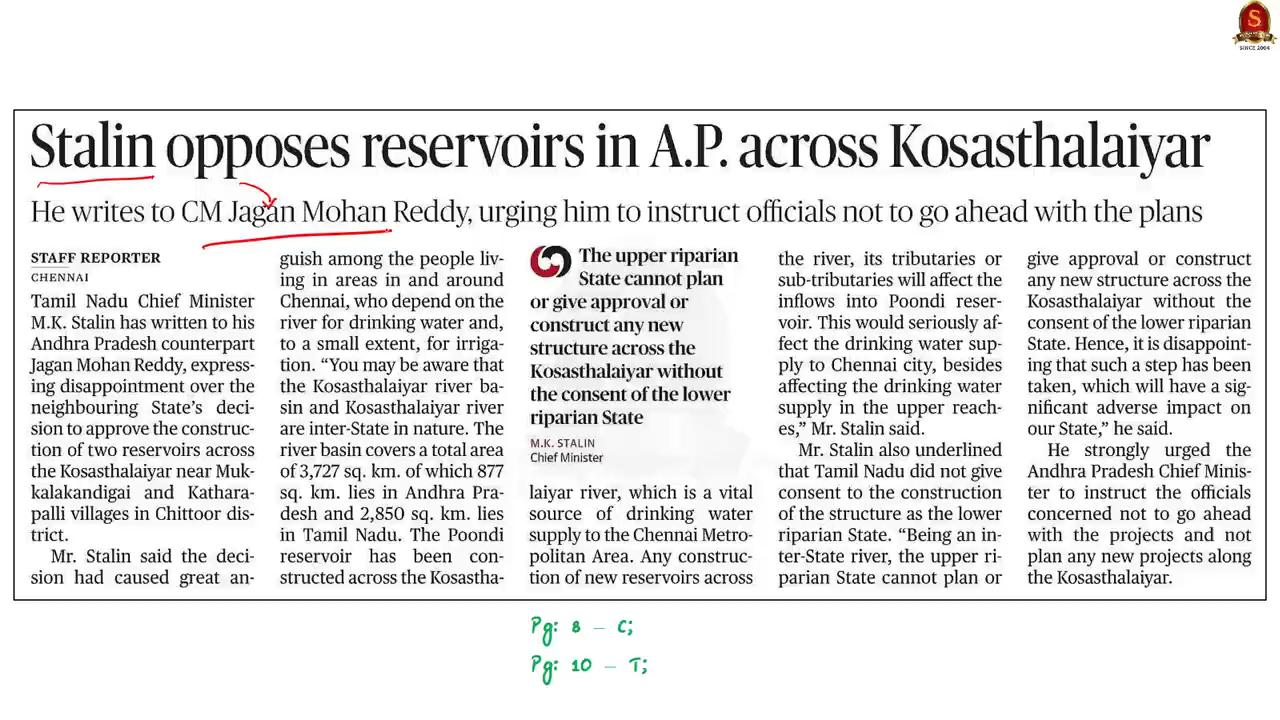 S
SINCE 2004
Stalin opposes reservoirs in A.P. across Kosasthalaiyar
He writes to CM Jagan Mohan Reddy, urging him to instruct officials not to go ahead with the plans
STAFF REPORTER
CHENNAI
Tamil Nadu Chief Minister
M.K. Stalin has written to his
Andhra Pradesh counterpart
Jagan Mohan Reddy, express-
ing disappointment over the
neighbouring State's deci-
sion to approve the construc-
tion of two reservoirs across
the Kosasthalaiyar near Muk-
kalakandigai and Kathara-
palli villages in Chittoor dis-
trict.
Mr. Stalin said the deci-
sion had caused great an-
guish among the people liv-
ing in areas in and around
Chennai, who depend on the
river for drinking water and,
to a small extent, for irriga-
tion. “You may be aware that
the Kosasthalaiyar river ba-
sin and Kosasthalaiyar river
are inter-State in nature. The
river basin covers a total area
of 3,727 sq. km. of which 877
sq. km. lies in Andhra Pra-
desh and 2,850 sq. km. lies
in Tamil Nadu. The Poondi
reservoir has been con-
structed across the Kosastha-
The upper riparian
State cannot plan
or give approval or
construct any new
structure across the
Kosasthalaiyar without
the consent of the lower
riparian State
M.K. STALIN
Chief Minister
laiyar river, which is a vital
source of drinking water
supply to the Chennai Metro-
politan Area. Any construc-
tion of new reservoirs across
the river, its tributaries or
sub-tributaries will affect the
inflows into Poondi reser-
voir. This would seriously af-
fect the drinking water sup-
ply to Chennai city, besides
affecting the drinking water
supply in the upper reach-
es,” Mr. Stalin said.
Mr. Stalin also underlined
that Tamil Nadu did not give
consent to the construction
of the structure as the lower
riparian State. “Being an in-
ter-State river, the upper ri-
parian State cannot plan or
give approval or construct
any new structure across the
Kosasthalaiyar without the
consent of the lower riparian
State. Hence, it is disappoint-
ing that such a step has been
taken, which will have a sig-
nificant adverse impact on
our State,” he said.
He strongly urged the
Andhra Pradesh Chief Minis-
ter to instruct the officials
concerned not to go ahead
with the projects and not
plan any new projects along
the Kosasthalaiyar.
Pg: 8 – C;
Pg: 10 – T;